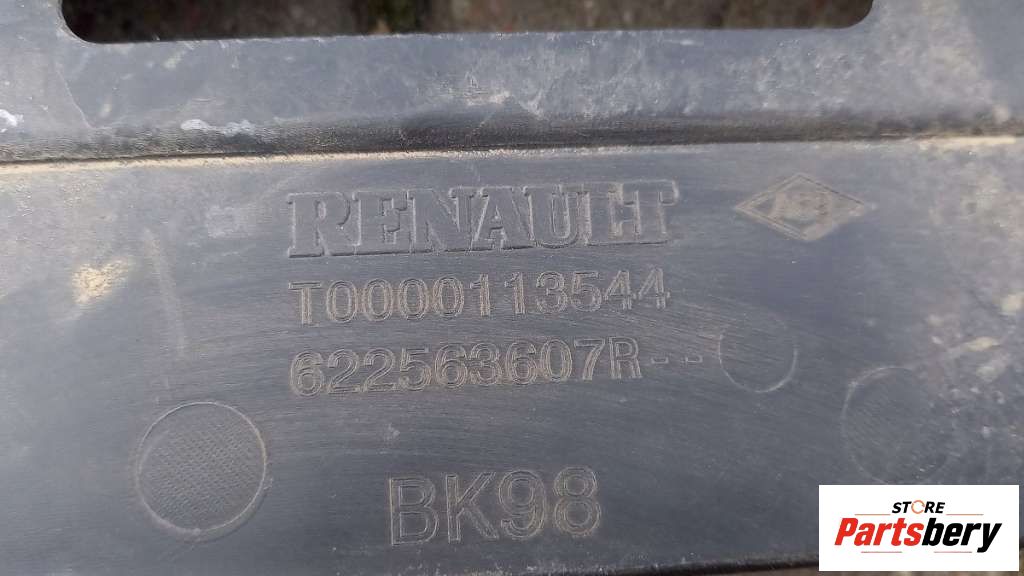 RENAULT
T0000113544
622563607R--
BK98
STORE
Partsbery